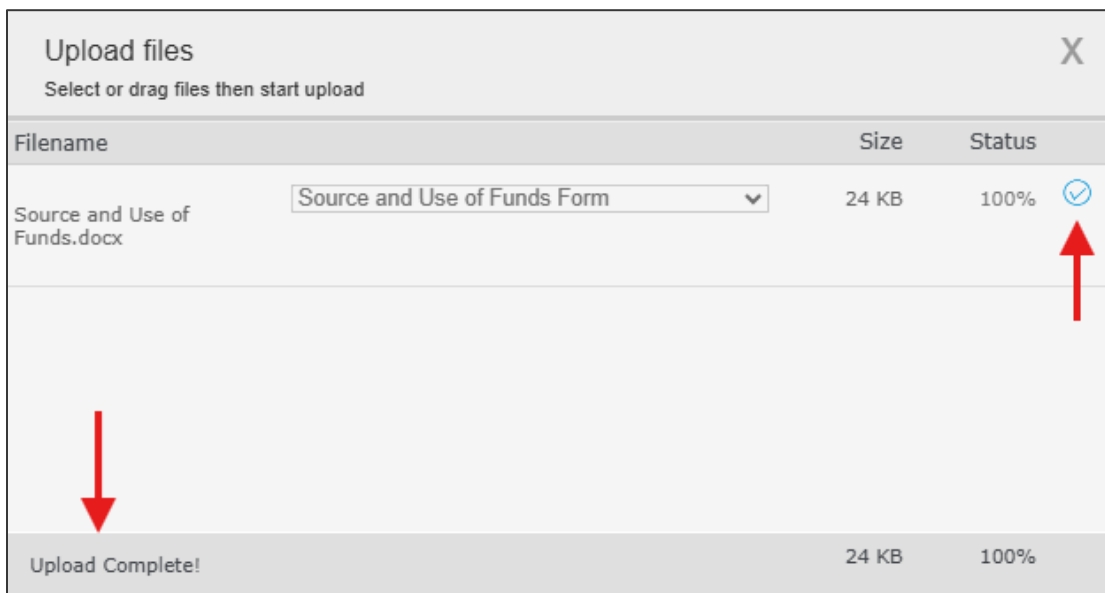 Upload files
X
Select or drag files then start upload
Filename Size Status
Source and Use of Funds Form 24 KB 100%
Source and Use of
Funds.docx
Upload Complete! 24 KB 100%